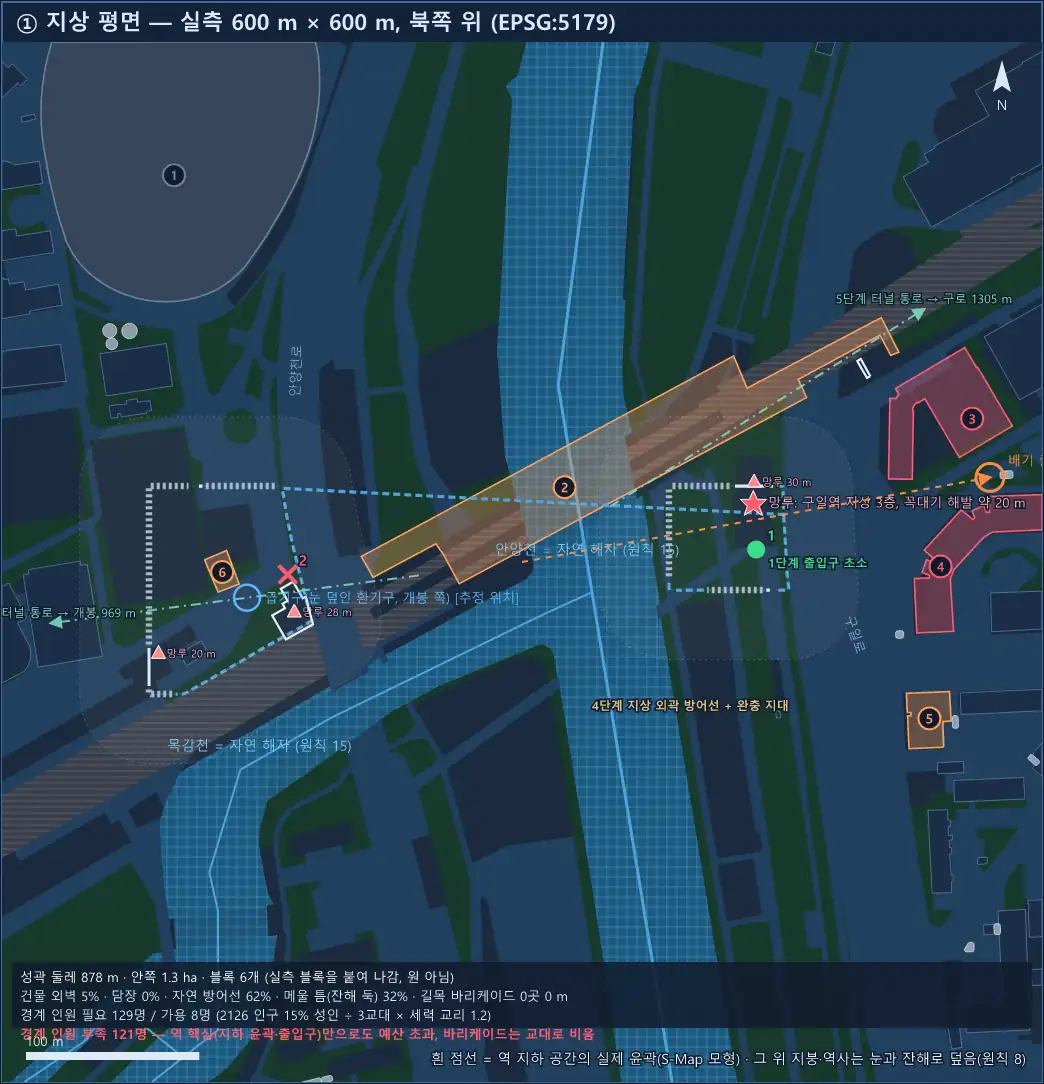 ① 지상 평면 — 실측 600 m × 600 m, 북쪽 위 (EPSG:5179)
N
1
5단계 터널 통로 → 구로 1305 m
안양천로
3
배기
2
망루 30 m
망루: 구일역 지상 3층, 꼭대기 해발 약 20 m
1
안양천 = 자연 해자 (원칙 15)
1단계 출입구 초소
2
6
4
(눈 덮인 환기구, 개봉 쪽) [추정 위치]
터널 통로 → 개봉 969 m
망루 28 m
구일로
망루 20 m
4단계 지상 외곽 방어선 + 완충 지대
5
목감천 = 자연 해자 (원칙 15)
성곽 둘레 878 m · 안쪽 1.3 ha · 블록 6개 (실측 블록을 붙여 나감, 원 아님)
건물 외벽 5% · 담장 0% · 자연 방어선 62% · 메울 틈(잔해 둑) 32% · 길목 바리케이드 0곳 0 m
경계 인원 필요 129명 / 가용 8명 (2126 인구 15% 성인 ÷ 3교대 × 세력 교리 1.2)
경계 인원 부족 121명 — 역 핵심(지하 윤곽·출입구)만으로도 예산 초과, 바리케이드는 교대로 비움
100 m
흰 점선 = 역 지하 공간의 실제 윤곽(S-Map 모형) · 그 위 지붕·역사는 눈과 잔해로 덮음(원칙 8)